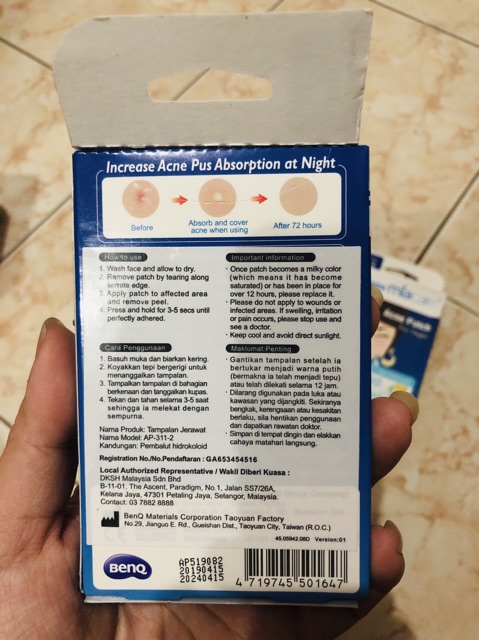 Increase Acne Pus Absorption at Night
Before
Absorb and cover
acne when using
After 72 hours
How to use
1. Wash face and allow to dry.
2. Remove patch by tearing along
serrate edge.
3. Apply patch to affected area
and remove peel.
4. Press and hold for 3-5 secs until
perfectly adhered.
Important information
· Once patch becomes a milky color
(which means it has become
saturated) or has been in place for
over 12 hours, please replace it.
· Please do not apply to wounds or
infected areas. If swelling, irritation
or pain occurs, please stop use and
see a doctor.
· Keep cool and avoid direct sunlight.
Cara Penggunaan
1. Basuh muka dan biarkan kering.
2. Koyakkan tepi bergerigi untuk
menanggalkan tampalan.
3. Tampalkan tampalan di bahagian
berkenaan dan tanggalkan kupas.
4. Tekan dan tahan selama 3-5 saat
sehingga ia melekat dengan
sempurna.
Maklumat Penting
· Gantikan tampalan setelah ia
bertukar menjadi warna putih
(bermakna ia telah menjadi tepu)
atau telah dilekati selama 12 jam.
· Dilarang digunakan pada luka atau
kawasan yang dijangkiti. Sekiranya
bengkak, kerengsaan atau kesakitan
berlaku, sila hentikan penggunaan
dan dapatkan rawatan doktor.
· Simpan di tempat dingin dan elakkan
cahaya matahari langsung.
Nama Produk: Tampalan Jerawat
Nama Model: AP-311-2
Kandungan: Pembalut hidrokoloid
Registration No./No.Pendaftaran : GA653454516
Local Authorized Representative / Wakil Diberi Kuasa :
DKSH Malaysia Sdn Bhd
B-11-01, The Ascent, Paradigm, No.1, Jalan SS7/26A,
Kelana Jaya, 47301 Petaling Jaya, Selangor, Malaysia.
Contact: 03 7882 8888
BenQ Materials Corporation Taoyuan Factory
No.29, Jianguo E. Rd., Gueishan Dist., Taoyuan City, Taiwan (R.O.C.)
45.05942.08D Version:01
BenQ
AP519082
20190415
20240415
4 719745 501647
Acne Patch